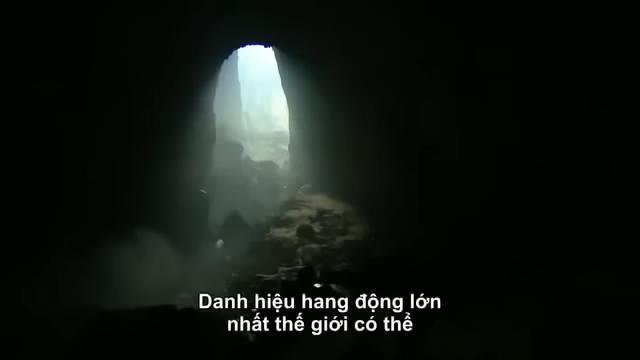 Danh hiệu hang động lớn
nhất thế giới có thể